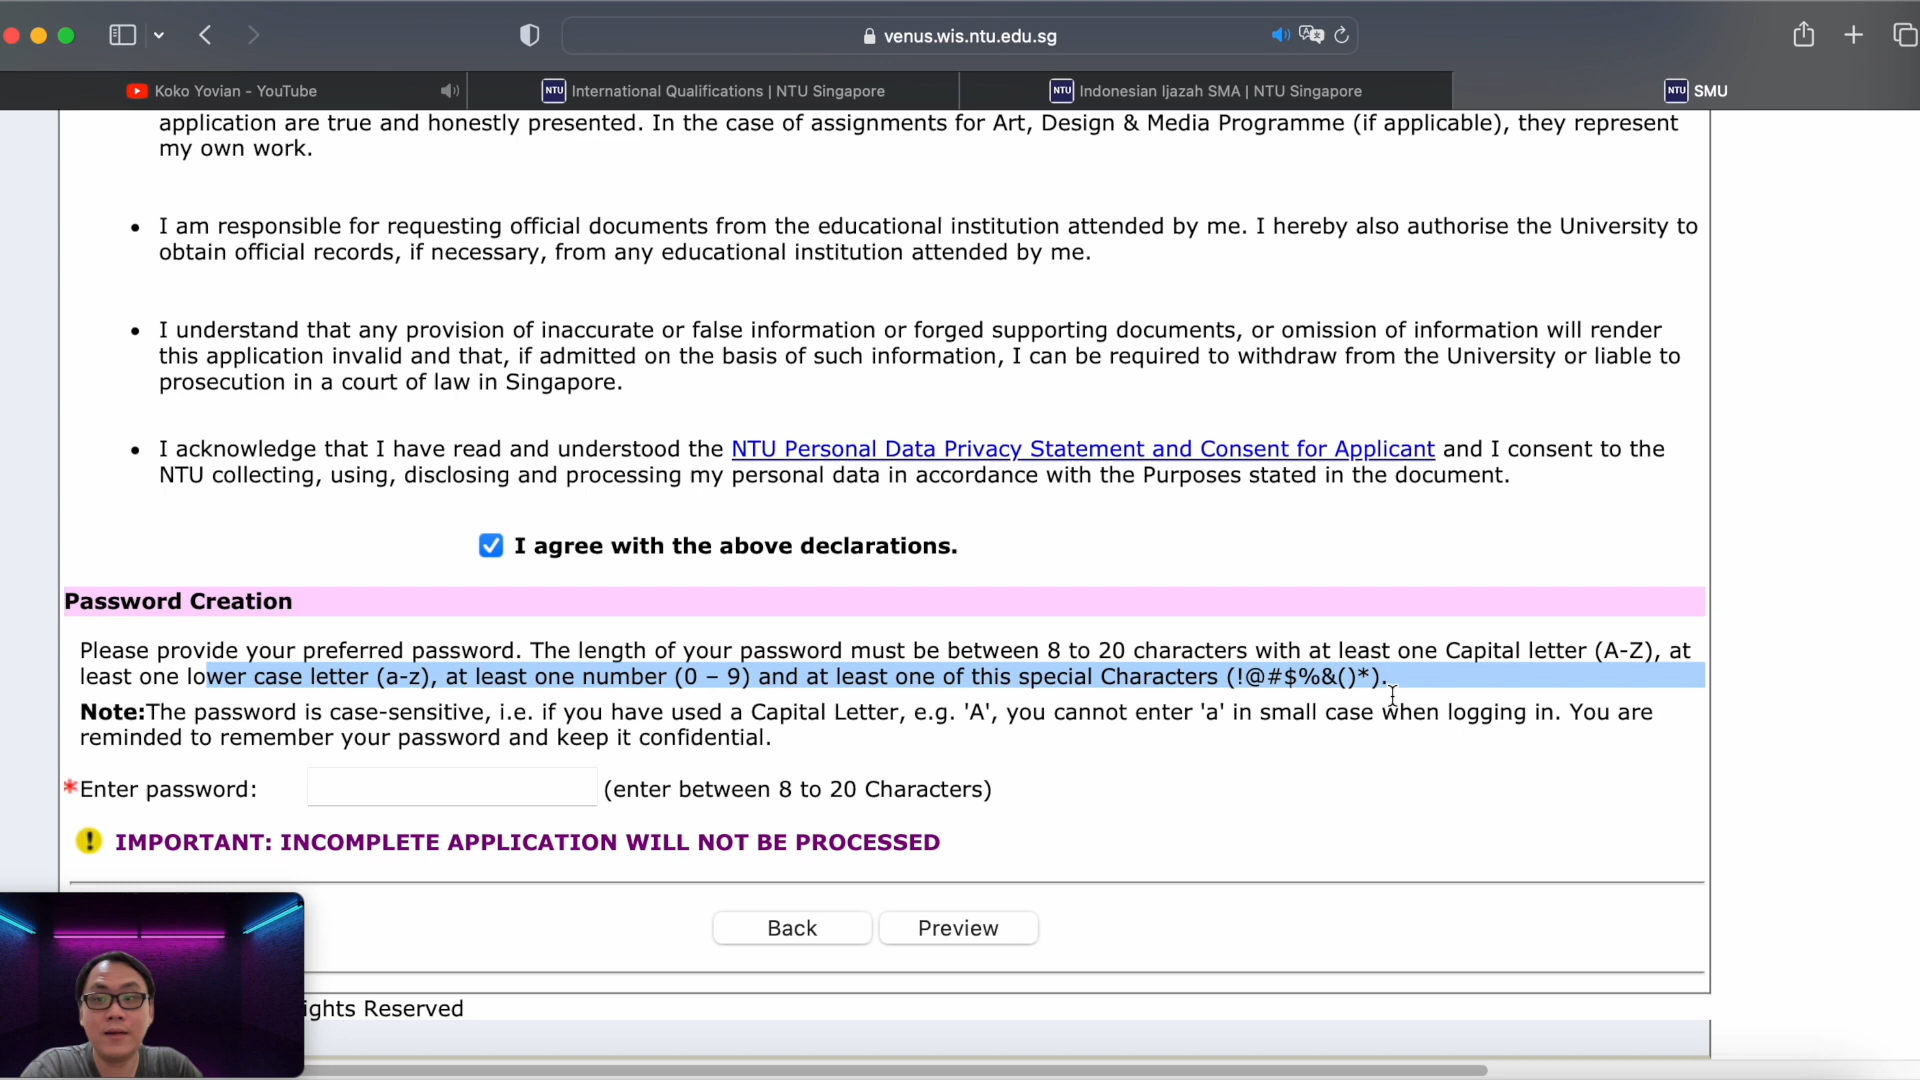 venus.wis.ntu.edu.sg
Koko Yovian - YouTube
NTU International Qualifications | NTU Singapore
NTU Indonesian Ijazah SMA | NTU Singapore
NTU SMU
application are true and honestly presented. In the case of assignments for Art, Design & Media Programme (if applicable), they represent
my own work.
• I am responsible for requesting official documents from the educational institution attended by me. I hereby also authorise the University to
obtain official records, if necessary, from any educational institution attended by me.
• I understand that any provision of inaccurate or false information or forged supporting documents, or omission of information will render
this application invalid and that, if admitted on the basis of such information, I can be required to withdraw from the University or liable to
prosecution in a court of law in Singapore.
• I acknowledge that I have read and understood the NTU Personal Data Privacy Statement and Consent for Applicant and I consent to the
NTU collecting, using, disclosing and processing my personal data in accordance with the Purposes stated in the document.
I agree with the above declarations.
Password Creation
Please provide your preferred password. The length of your password must be between 8 to 20 characters with at least one Capital letter (A-Z), at
least one lower case letter (a-z), at least one number (0 – 9) and at least one of this special Characters (!@#$%&()*).
Note:The password is case-sensitive, i.e. if you have used a Capital Letter, e.g. 'A', you cannot enter 'a' in small case when logging in. You are
reminded to remember your password and keep it confidential.
*Enter password: (enter between 8 to 20 Characters)
! IMPORTANT: INCOMPLETE APPLICATION WILL NOT BE PROCESSED
Back Preview
ights Reserved